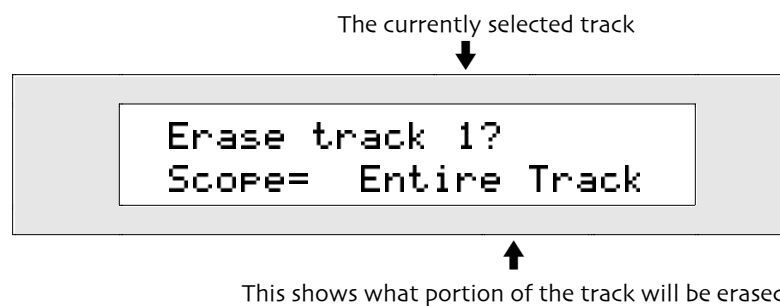 The currently selected track
Erase track 1?
Scope= Entire Track
This shows what portion of the track will be erased